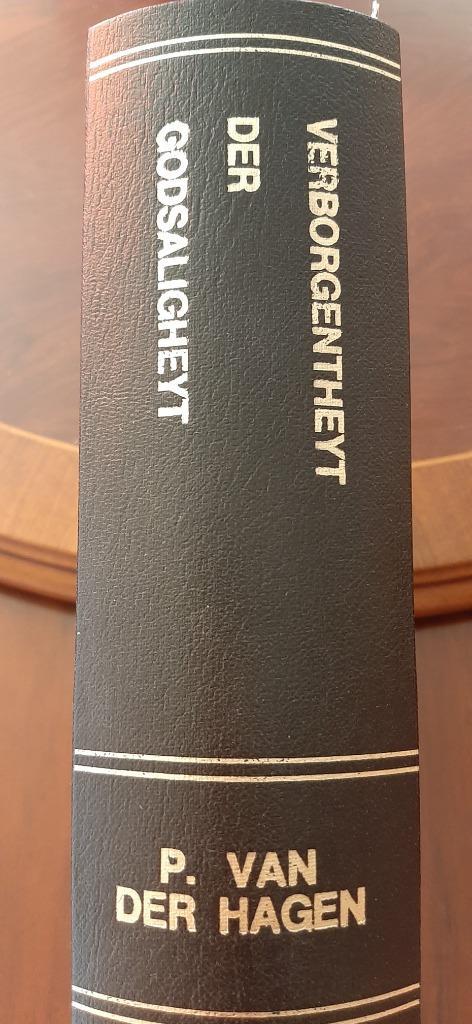 VERBORGENTHEYT
DER
GODSALIGHEYT
P. VAN
DER HAGEN